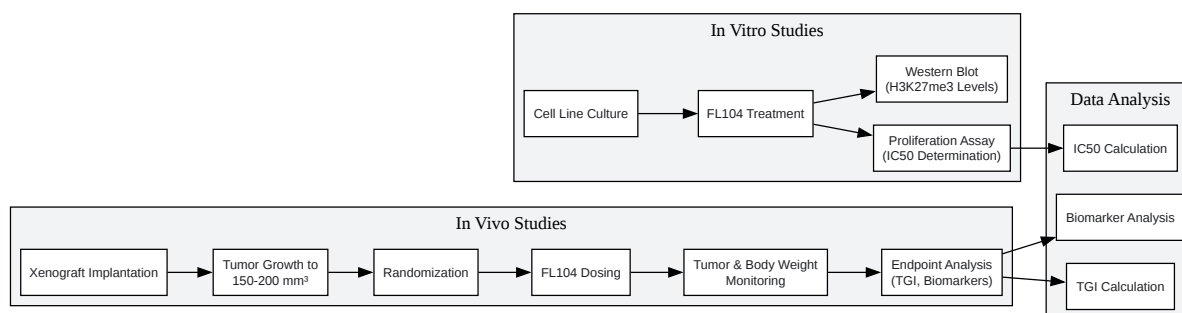 In Vitro Studies
Cell Line Culture
FL104 Treatment
Western Blot
(H3K27me3 Levels)
Proliferation Assay
(IC50 Determination)
Data Analysis
IC50 Calculation
Biomarker Analysis
TGI Calculation
In Vivo Studies
Xenograft Implantation
Tumor Growth to
150-200 mm³
Randomization
FL104 Dosing
Tumor & Body Weight
Monitoring
Endpoint Analysis
(TGI, Biomarkers)